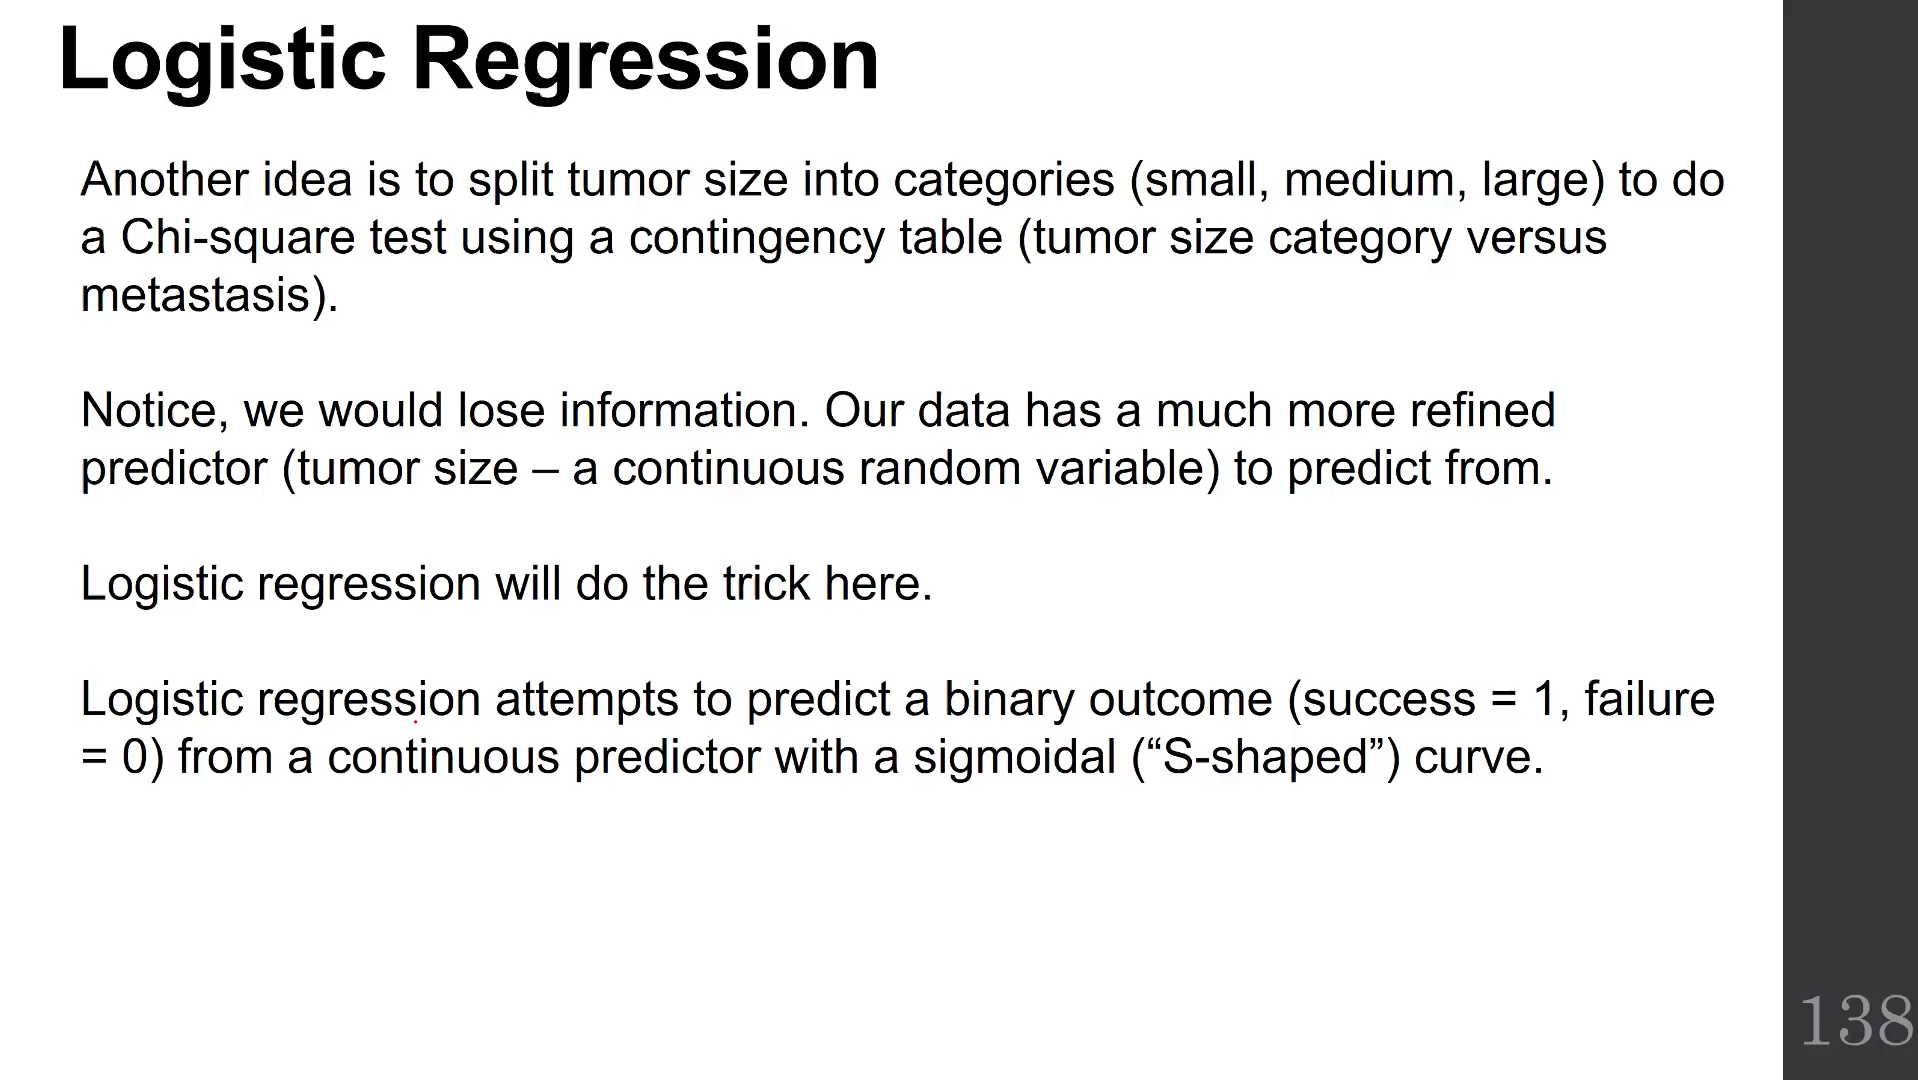 Logistic Regression
Another idea is to split tumor size into categories (small, medium, large) to do
a Chi-square test using a contingency table (tumor size category versus
metastasis).
Notice, we would lose information. Our data has a much more refined
predictor (tumor size – a continuous random variable) to predict from.
Logistic regression will do the trick here.
Logistic regression attempts to predict a binary outcome (success = 1, failure
= 0) from a continuous predictor with a sigmoidal (“S-shaped”) curve.
138